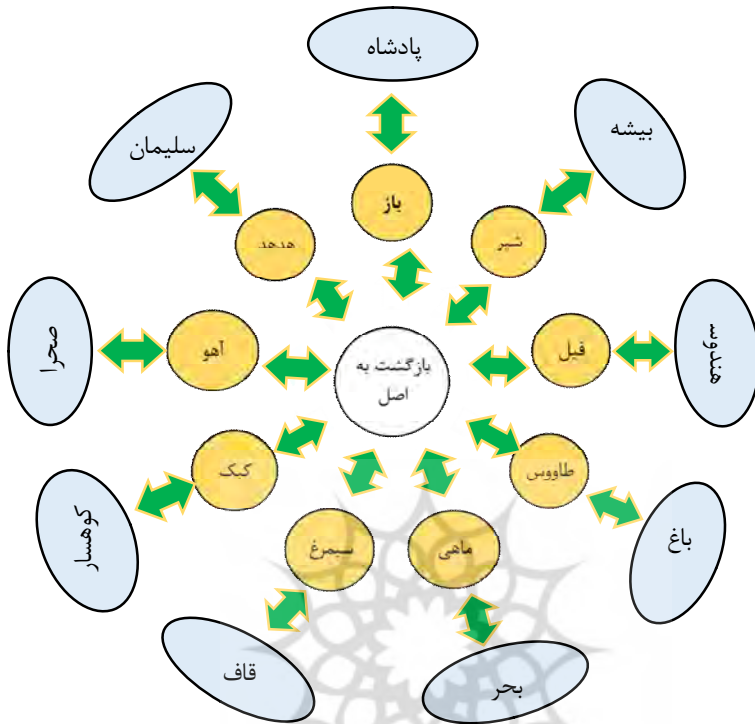 پادشاه
بیشه
سلیمان
باز
شیر
هدهد
هندوس
صحرا
آهو
فیل
بازگشت به
اصل
کبک
طاووس
کوهسار
باغ
سیمرغ
ماهی
قاف
بحر